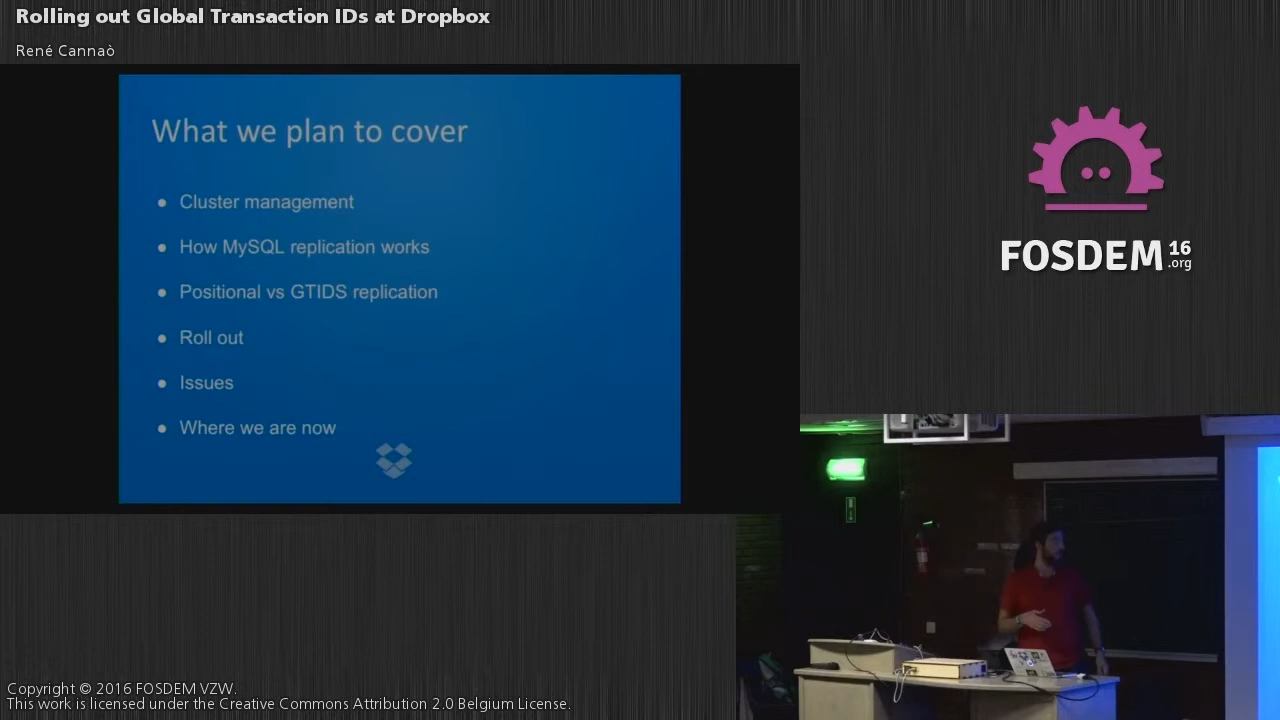 Rolling out Global Transaction IDs at Dropbox
René Cannaò
What we plan to cover
● Cluster management
● How MySQL replication works
● Positional vs GTIDS replication
● Roll out
● Issues
● Where we are now
FOSDEM 16 .org
Copyright © 2016 FOSDEM VZW.
This work is licensed under the Creative Commons Attribution 2.0 Belgium License.